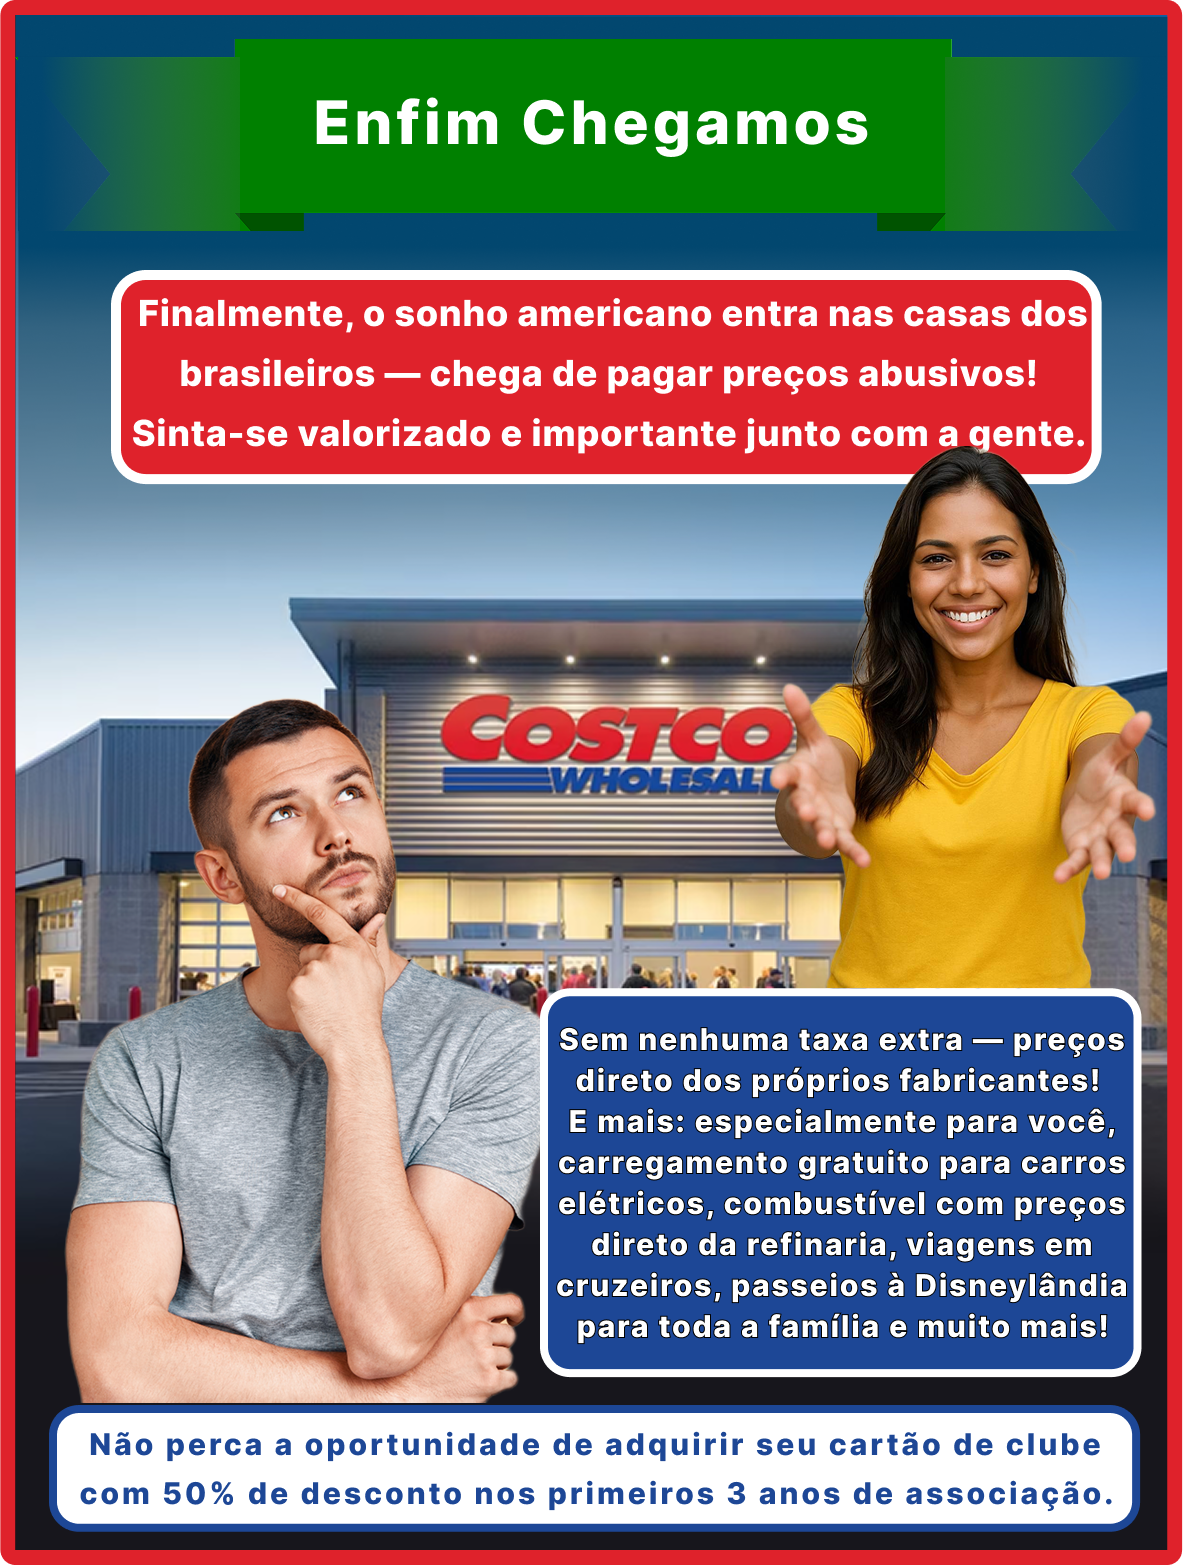 Enfim Chegamos
Finalmente, o sonho americano entra nas casas dos
brasileiros — chega de pagar preços abusivos!
Sinta-se valorizado e importante junto com a gente.
COSTCO
WHOLESALE
Sem nenhuma taxa extra — preços
direto dos próprios fabricantes!
E mais: especialmente para você,
carregamento gratuito para carros
elétricos, combustível com preços
direto da refinaria, viagens em
cruzeiros, passeios à Disneylândia
para toda a família e muito mais!
Não perca a oportunidade de adquirir seu cartão de clube
com 50% de desconto nos primeiros 3 anos de associação.